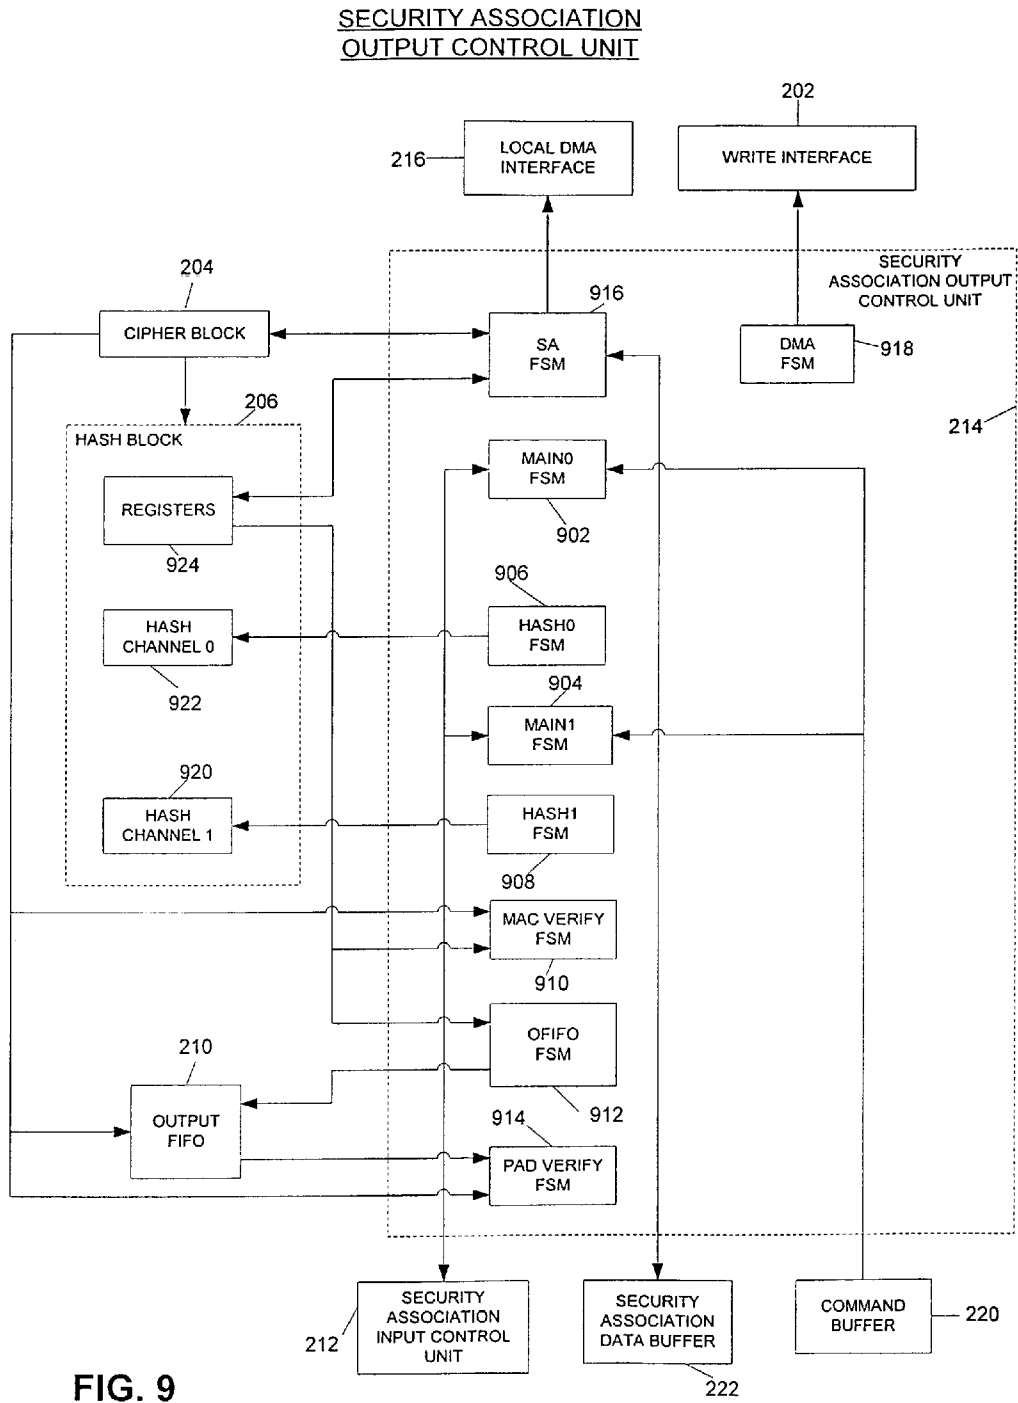 SECURITY ASSOCIATION
OUTPUT CONTROL UNIT
202
216
LOCAL DMA
INTERFACE
WRITE INTERFACE
204
916
SECURITY
ASSOCIATION OUTPUT
CONTROL UNIT
CIPHER BLOCK
SA
FSM
DMA
FSM
918
206
214
HASH BLOCK
MAIN0
FSM
REGISTERS
902
924
906
HASH
CHANNEL 0
HASH0
FSM
922
904
MAIN1
FSM
920
HASH
CHANNEL 1
HASH1
FSM
908
MAC VERIFY
FSM
910
OFIFO
FSM
210
912
OUTPUT
FIFO
914
PAD VERIFY
FSM
212
SECURITY
ASSOCIATION
INPUT CONTROL
UNIT
SECURITY
ASSOCIATION
DATA BUFFER
222
COMMAND
BUFFER
220
FIG. 9